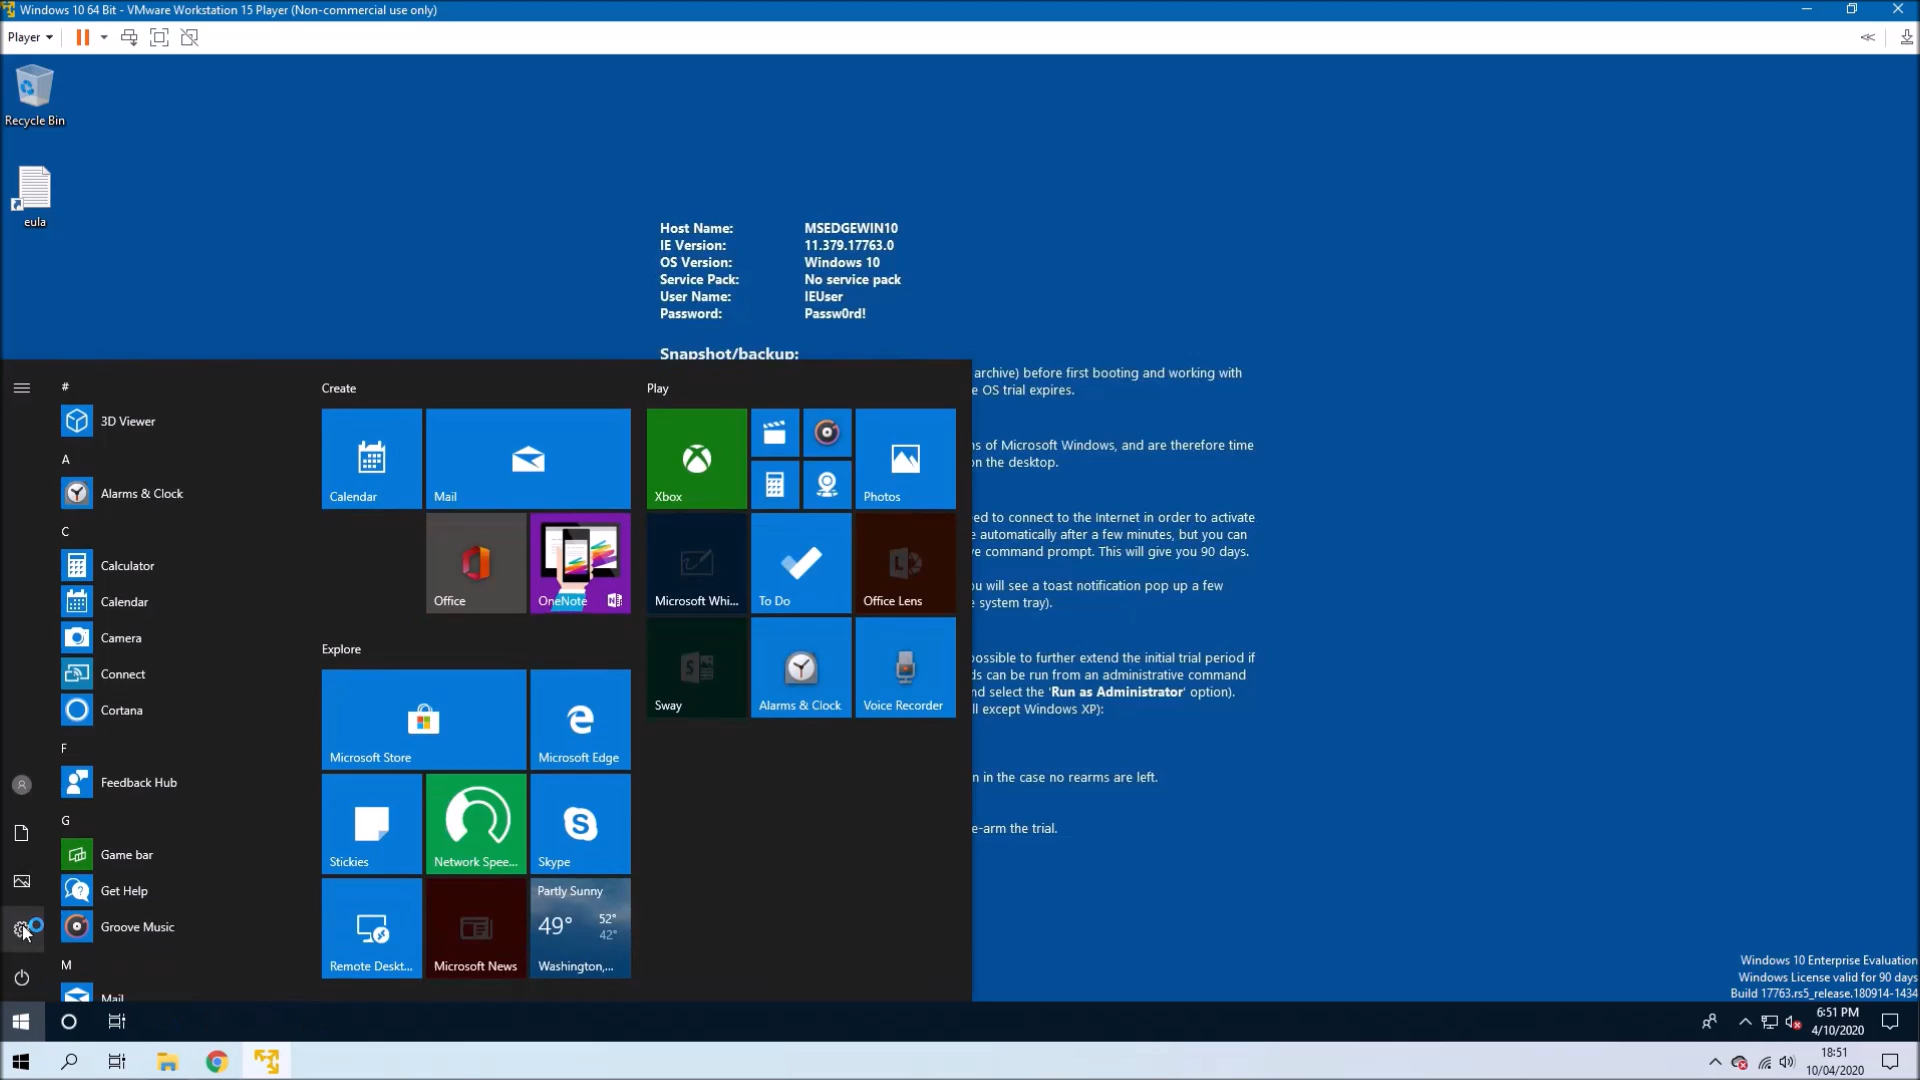 Windows 10 64 Bit - VMware Workstation 15 Player (Non-commercial use only)
Player
Recycle Bin
eula
Host Name: MSEDGEWIN10
IE Version: 11.379.17763.0
OS Version: Windows 10
Service Pack: No service pack
User Name: IEUser
Password: Passw0rd!
Snapshot/backup:
archive) before first booting and working with
e OS trial expires.
ns of Microsoft Windows, and are therefore time
on the desktop.
ed to connect to the Internet in order to activate
e automatically after a few minutes, but you can
ve command prompt. This will give you 90 days.
ou will see a toast notification pop up a few
e system tray).
ossible to further extend the initial trial period if
ds can be run from an administrative command
nd select the 'Run as Administrator' option).
ll except Windows XP):
n in the case no rearms are left.
e-arm the trial.
#
3D Viewer
A
Alarms & Clock
C
Calculator
Calendar
Camera
Connect
Cortana
F
Feedback Hub
G
Game bar
Get Help
Groove Music
M
Mail
Create
Calendar
Mail
Office
OneNote
Explore
Microsoft Store
Microsoft Edge
Stickies
Network Spee...
Skype
Remote Deskt...
Microsoft News
Partly Sunny
49° 52°
42°
Washington,...
Play
Xbox
Photos
Microsoft Whi...
To Do
Office Lens
Sway
Alarms & Clock
Voice Recorder
Windows 10 Enterprise Evaluation
Windows License valid for 90 days
Build 17763.rs5_release.180914-1434
6:51 PM
4/10/2020
18:51
10/04/2020